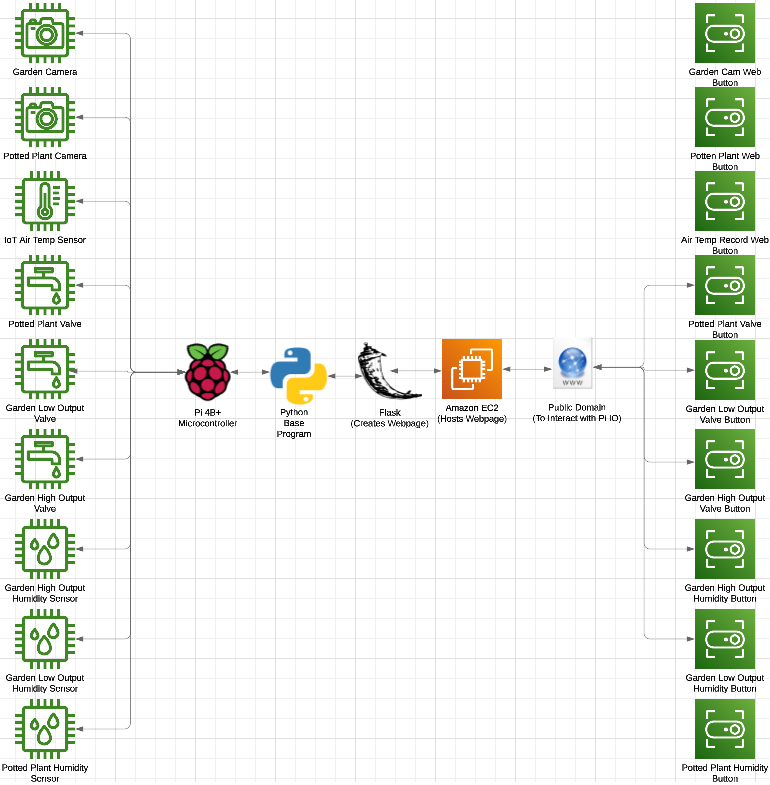 Garden Camera
Potted Plant Camera
IoT Air Temp Sensor
Potted Plant Valve
Garden Low Output
Valve
Garden High Output
Valve
Garden High Output
Humidity Sensor
Garden Low Output
Humidity Sensor
Potted Plant Humidity
Sensor
Pi 4B+
Microcontroller
Python
Base
Program
Flask
(Creates Webpage)
Amazon EC2
(Hosts Webpage)
WWW
Public Domain
(To Interact with Pi IO)
Garden Cam Web
Button
Potten Plant Web
Button
Air Temp Record Web
Button
Potted Plant Valve
Button
Garden Low Output
Valve Button
Garden High Output
Valve Button
Garden High Output
Humidity Button
Garden Low Output
Humidity Button
Potted Plant Humidity
Button